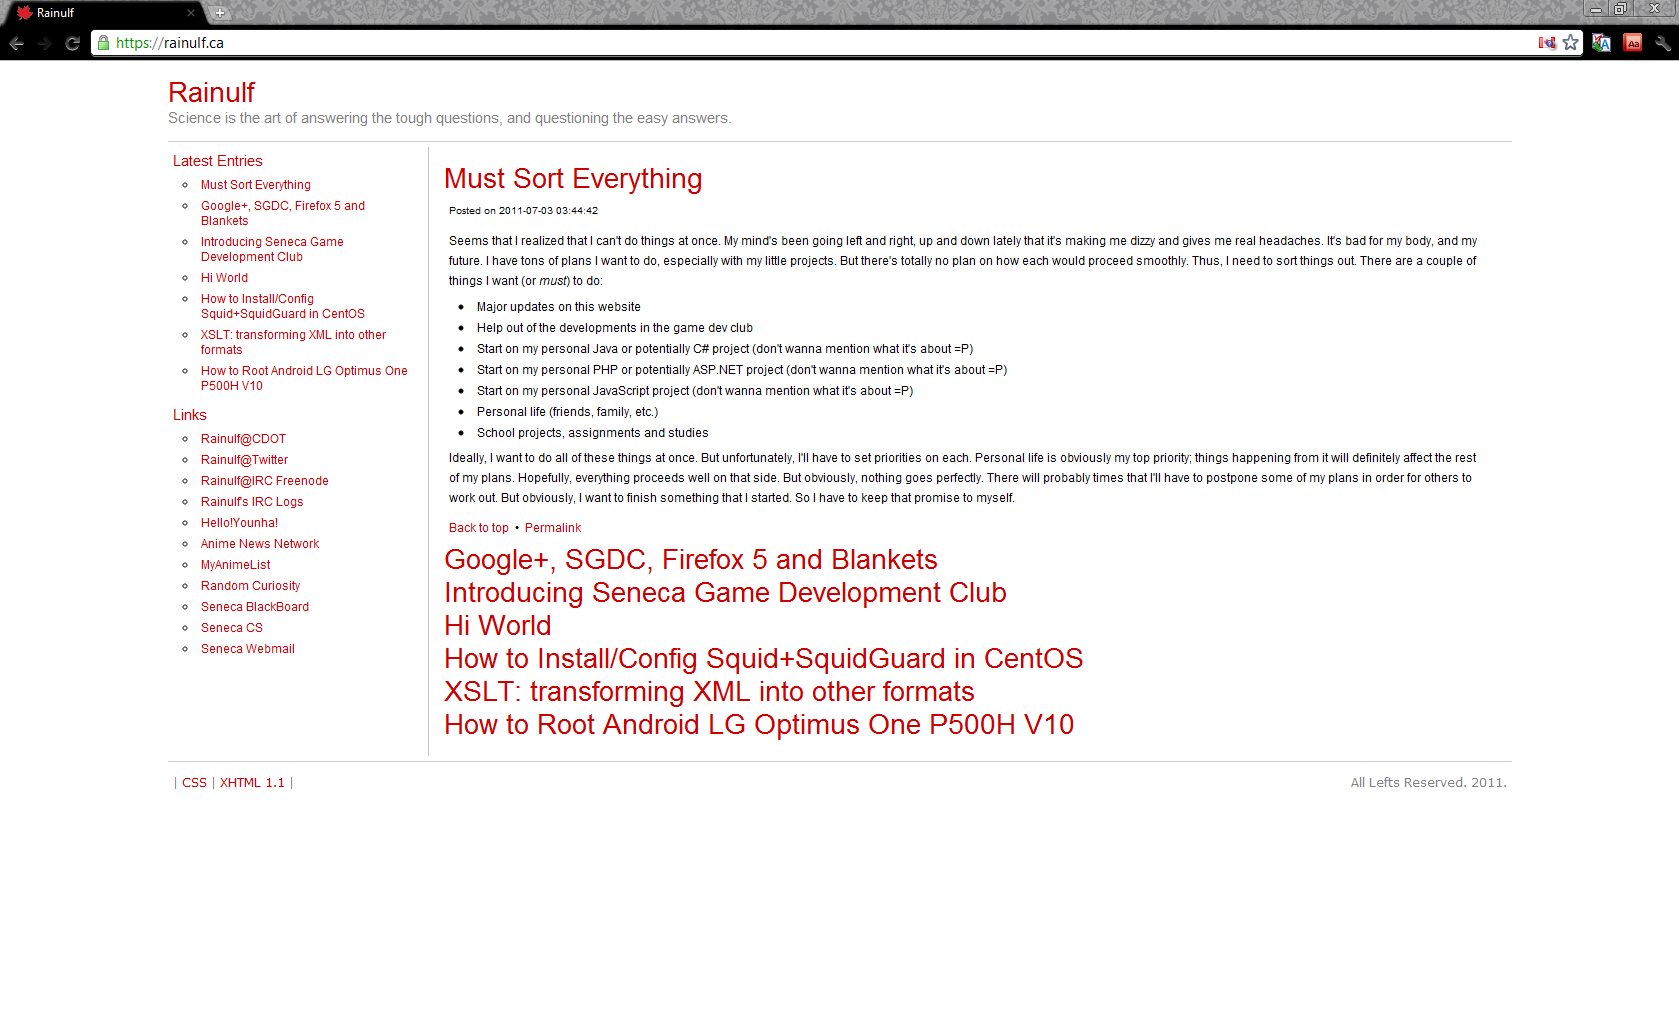 Rainulf
https://rainulf.ca
Rainulf
Science is the art of answering the tough questions, and questioning the easy answers.
Latest Entries
Must Sort Everything
Google+, SGDC, Firefox 5 and
Blankets
Introducing Seneca Game
Development Club
Hi World
How to Install/Config
Squid+SquidGuard in CentOS
XSLT: transforming XML into other
formats
How to Root Android LG Optimus One
P500H V10
Links
Rainulf@CDOT
Rainulf@Twitter
Rainulf@IRC Freenode
Rainulf's IRC Logs
Hello!Younha!
Anime News Network
MyAnimeList
Random Curiosity
Seneca BlackBoard
Seneca CS
Seneca Webmail
Must Sort Everything
Posted on 2011-07-03 03:44:42
Seems that I realized that I can't do things at once. My mind's been going left and right, up and down lately that it's making me dizzy and gives me real headaches. It's bad for my body, and my
future. I have tons of plans I want to do, especially with my little projects. But there's totally no plan on how each would proceed smoothly. Thus, I need to sort things out. There are a couple of
things I want (or must) to do:
Major updates on this website
Help out of the developments in the game dev club
Start on my personal Java or potentially C# project (don't wanna mention what it's about =P)
Start on my personal PHP or potentially ASP.NET project (don't wanna mention what it's about =P)
Start on my personal JavaScript project (don't wanna mention what it's about =P)
Personal life (friends, family, etc.)
School projects, assignments and studies
Ideally, I want to do all of these things at once. But unfortunately, I'll have to set priorities on each. Personal life is obviously my top priority; things happening from it will definitely affect the rest
of my plans. Hopefully, everything proceeds well on that side. But obviously, nothing goes perfectly. There will probably times that I'll have to postpone some of my plans in order for others to
work out. But obviously, I want to finish something that I started. So I have to keep that promise to myself.
Back to top • Permalink
Google+, SGDC, Firefox 5 and Blankets
Introducing Seneca Game Development Club
Hi World
How to Install/Config Squid+SquidGuard in CentOS
XSLT: transforming XML into other formats
How to Root Android LG Optimus One P500H V10
| CSS | XHTML 1.1 |
All Lefts Reserved. 2011.